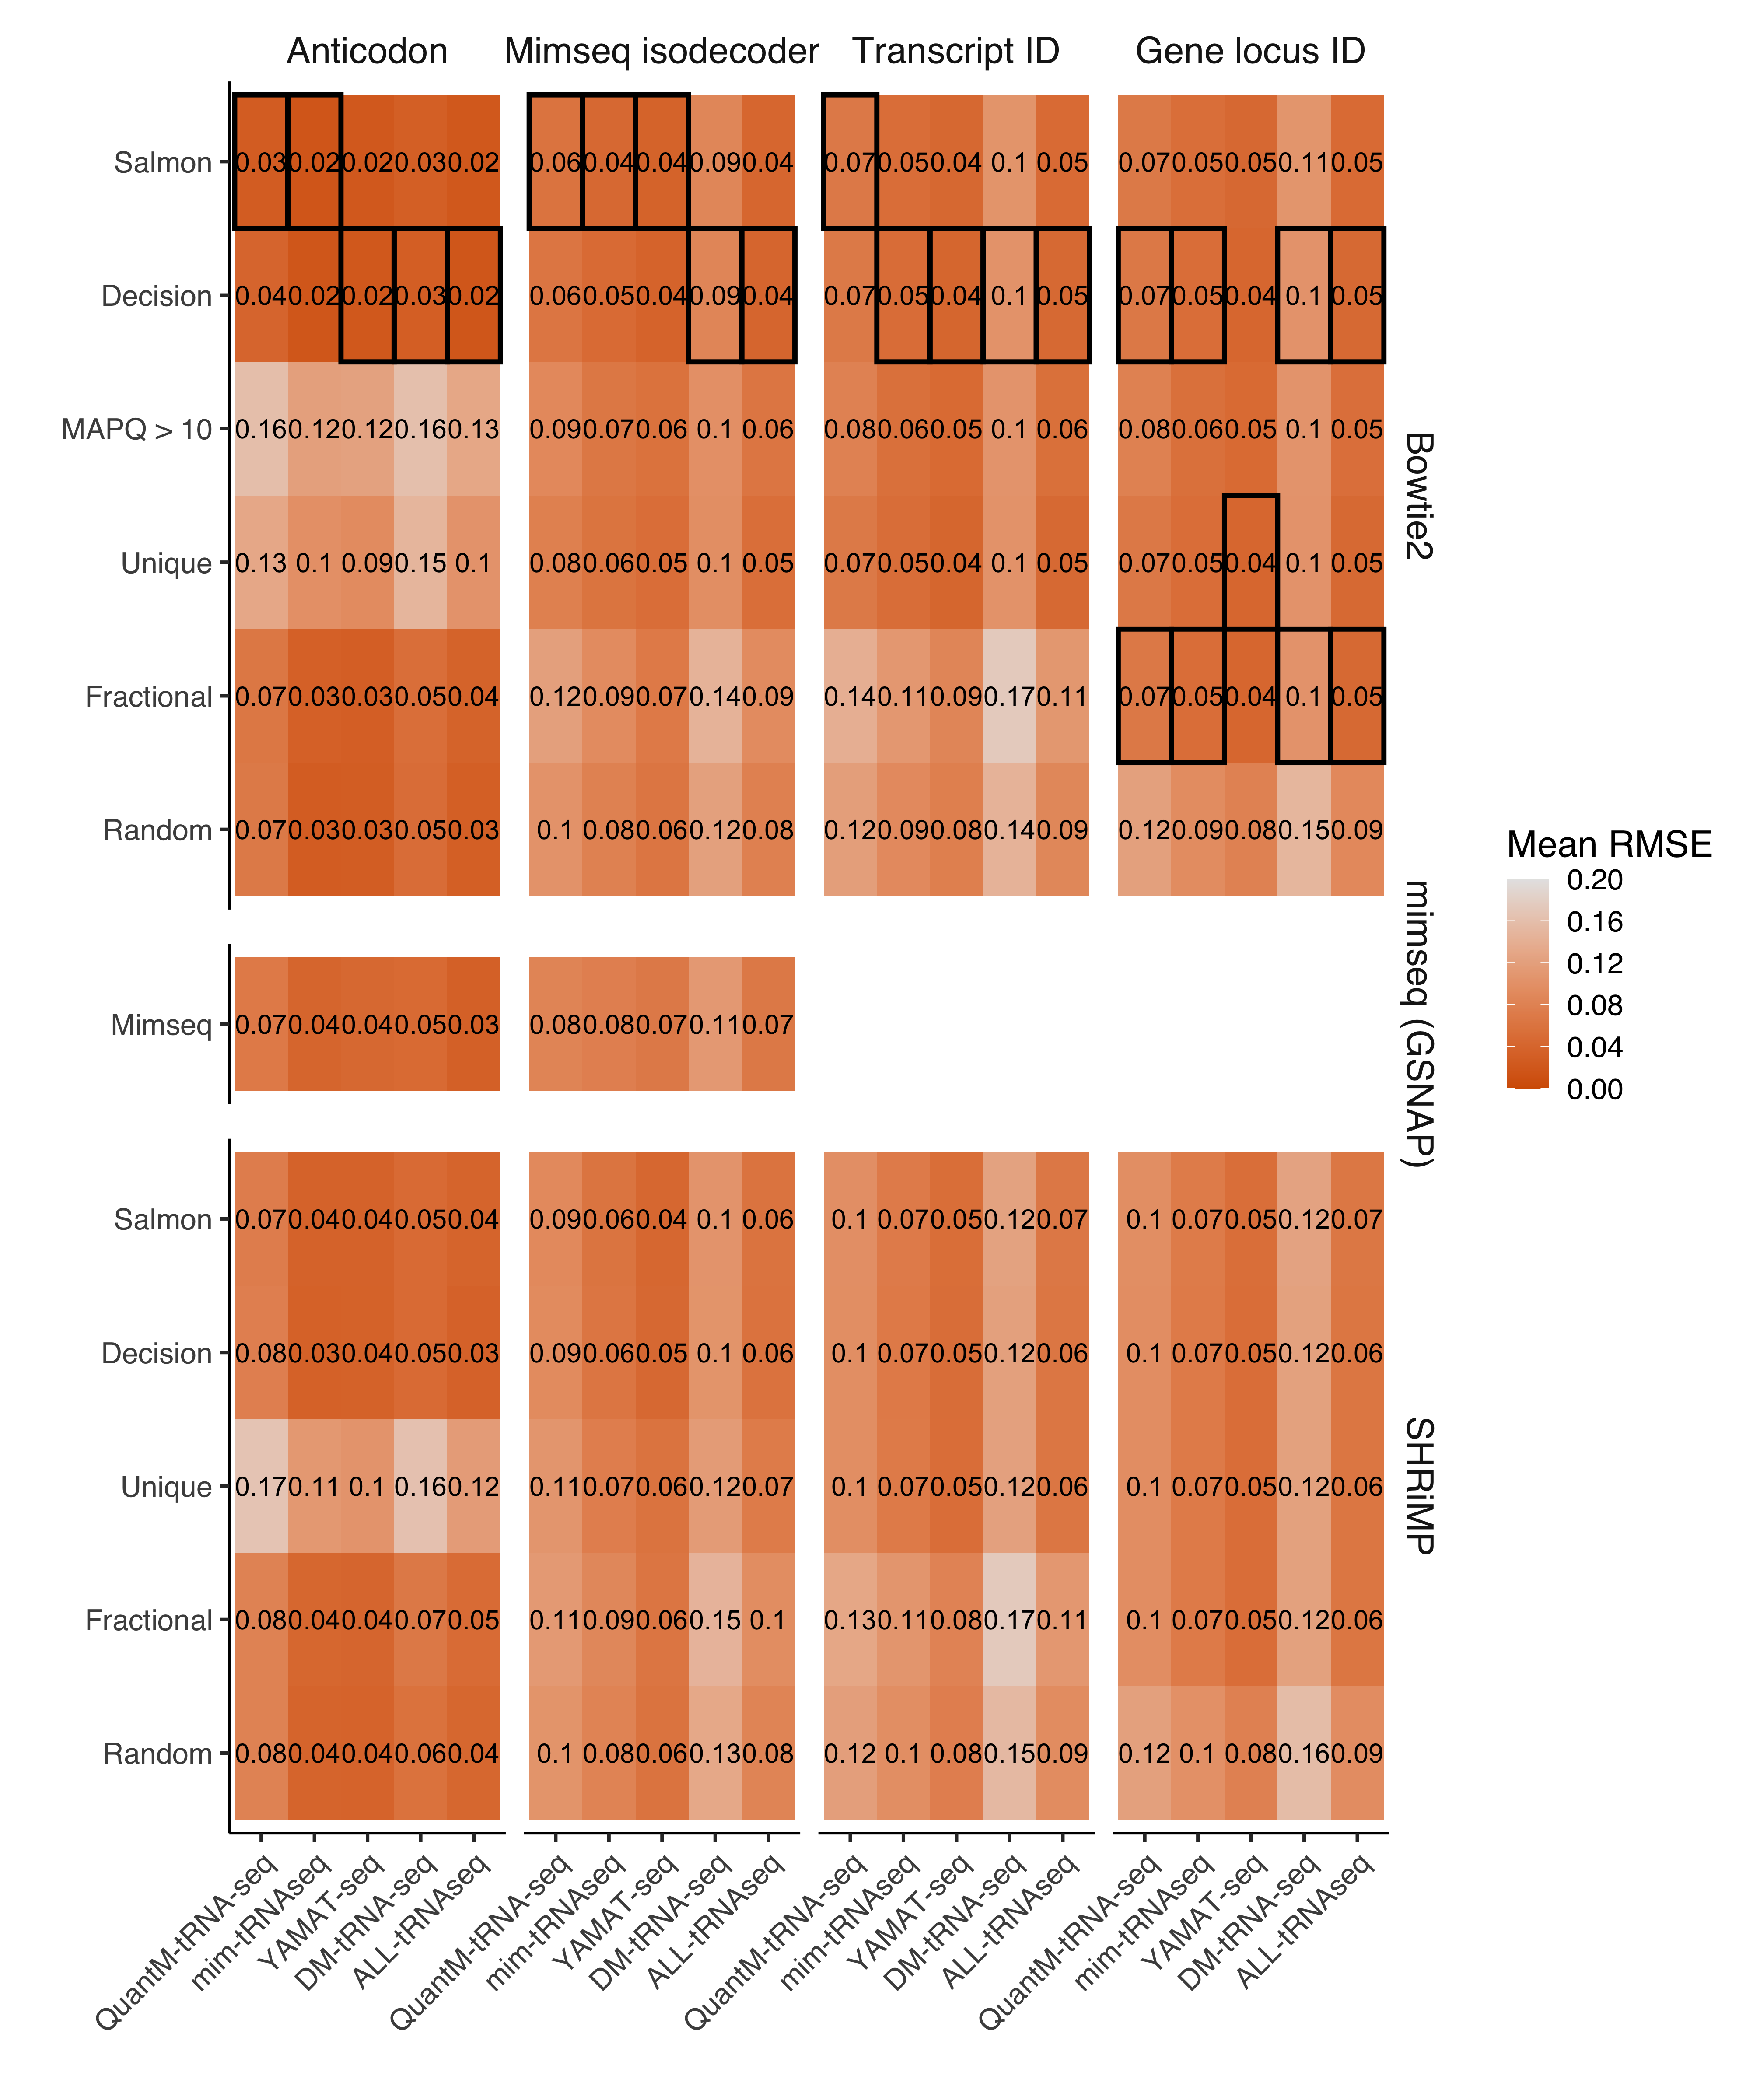 Anticodon Mimseq isodecoder Transcript ID Gene locus ID
Salmon 0.03 0.02 0.02 0.03 0.02 0.06 0.04 0.04 0.09 0.04 0.07 0.05 0.04 0.1 0.05 0.07 0.05 0.05 0.11 0.05
Decision 0.04 0.02 0.02 0.03 0.02 0.06 0.05 0.04 0.09 0.04 0.07 0.05 0.04 0.1 0.05 0.07 0.05 0.04 0.1 0.05
MAPQ > 10 0.16 0.12 0.12 0.16 0.13 0.09 0.07 0.06 0.1 0.06 0.08 0.06 0.05 0.1 0.06 0.08 0.06 0.05 0.1 0.05
Unique 0.13 0.1 0.09 0.15 0.1 0.08 0.06 0.05 0.1 0.05 0.07 0.05 0.04 0.1 0.05 0.07 0.05 0.04 0.1 0.05
Fractional 0.07 0.03 0.03 0.05 0.04 0.12 0.09 0.07 0.14 0.09 0.14 0.11 0.09 0.17 0.11 0.07 0.05 0.04 0.1 0.05
Random 0.07 0.03 0.03 0.05 0.03 0.1 0.08 0.06 0.12 0.08 0.12 0.09 0.08 0.14 0.09 0.12 0.09 0.08 0.15 0.09
Bowtie2
Mimseq 0.07 0.04 0.04 0.05 0.03 0.08 0.08 0.07 0.11 0.07
mimseq (GSNAP)
Salmon 0.07 0.04 0.04 0.05 0.04 0.09 0.06 0.04 0.1 0.06 0.1 0.07 0.05 0.12 0.07 0.1 0.07 0.05 0.12 0.07
Decision 0.08 0.03 0.04 0.05 0.03 0.09 0.06 0.05 0.1 0.06 0.1 0.07 0.05 0.12 0.06 0.1 0.07 0.05 0.12 0.06
Unique 0.17 0.11 0.1 0.16 0.12 0.11 0.07 0.06 0.12 0.07 0.1 0.07 0.05 0.12 0.06 0.1 0.07 0.05 0.12 0.06
Fractional 0.08 0.04 0.04 0.07 0.05 0.11 0.09 0.06 0.15 0.1 0.13 0.11 0.08 0.17 0.11 0.1 0.07 0.05 0.12 0.06
Random 0.08 0.04 0.04 0.06 0.04 0.1 0.08 0.06 0.13 0.08 0.12 0.1 0.08 0.15 0.09 0.12 0.1 0.08 0.16 0.09
SHRiMP
QuantM-tRNA-seq
mim-tRNAseq
YAMAT-seq
DM-tRNA-seq
ALL-tRNAseq
QuantM-tRNA-seq
mim-tRNAseq
YAMAT-seq
DM-tRNA-seq
ALL-tRNAseq
QuantM-tRNA-seq
mim-tRNAseq
YAMAT-seq
DM-tRNA-seq
ALL-tRNAseq
QuantM-tRNA-seq
mim-tRNAseq
YAMAT-seq
DM-tRNA-seq
ALL-tRNAseq
Mean RMSE
0.20
0.16
0.12
0.08
0.04
0.00